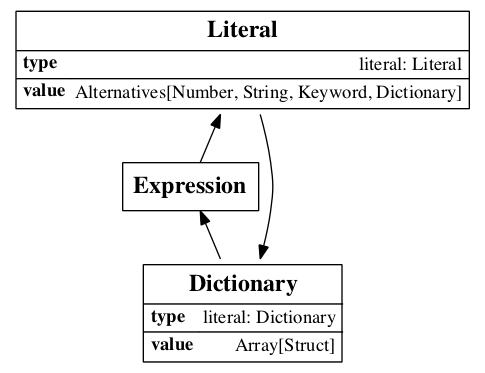 Literal
type literal: Literal
value Alternatives[Number, String, Keyword, Dictionary]
Expression
Dictionary
type literal: Dictionary
value Array[Struct]